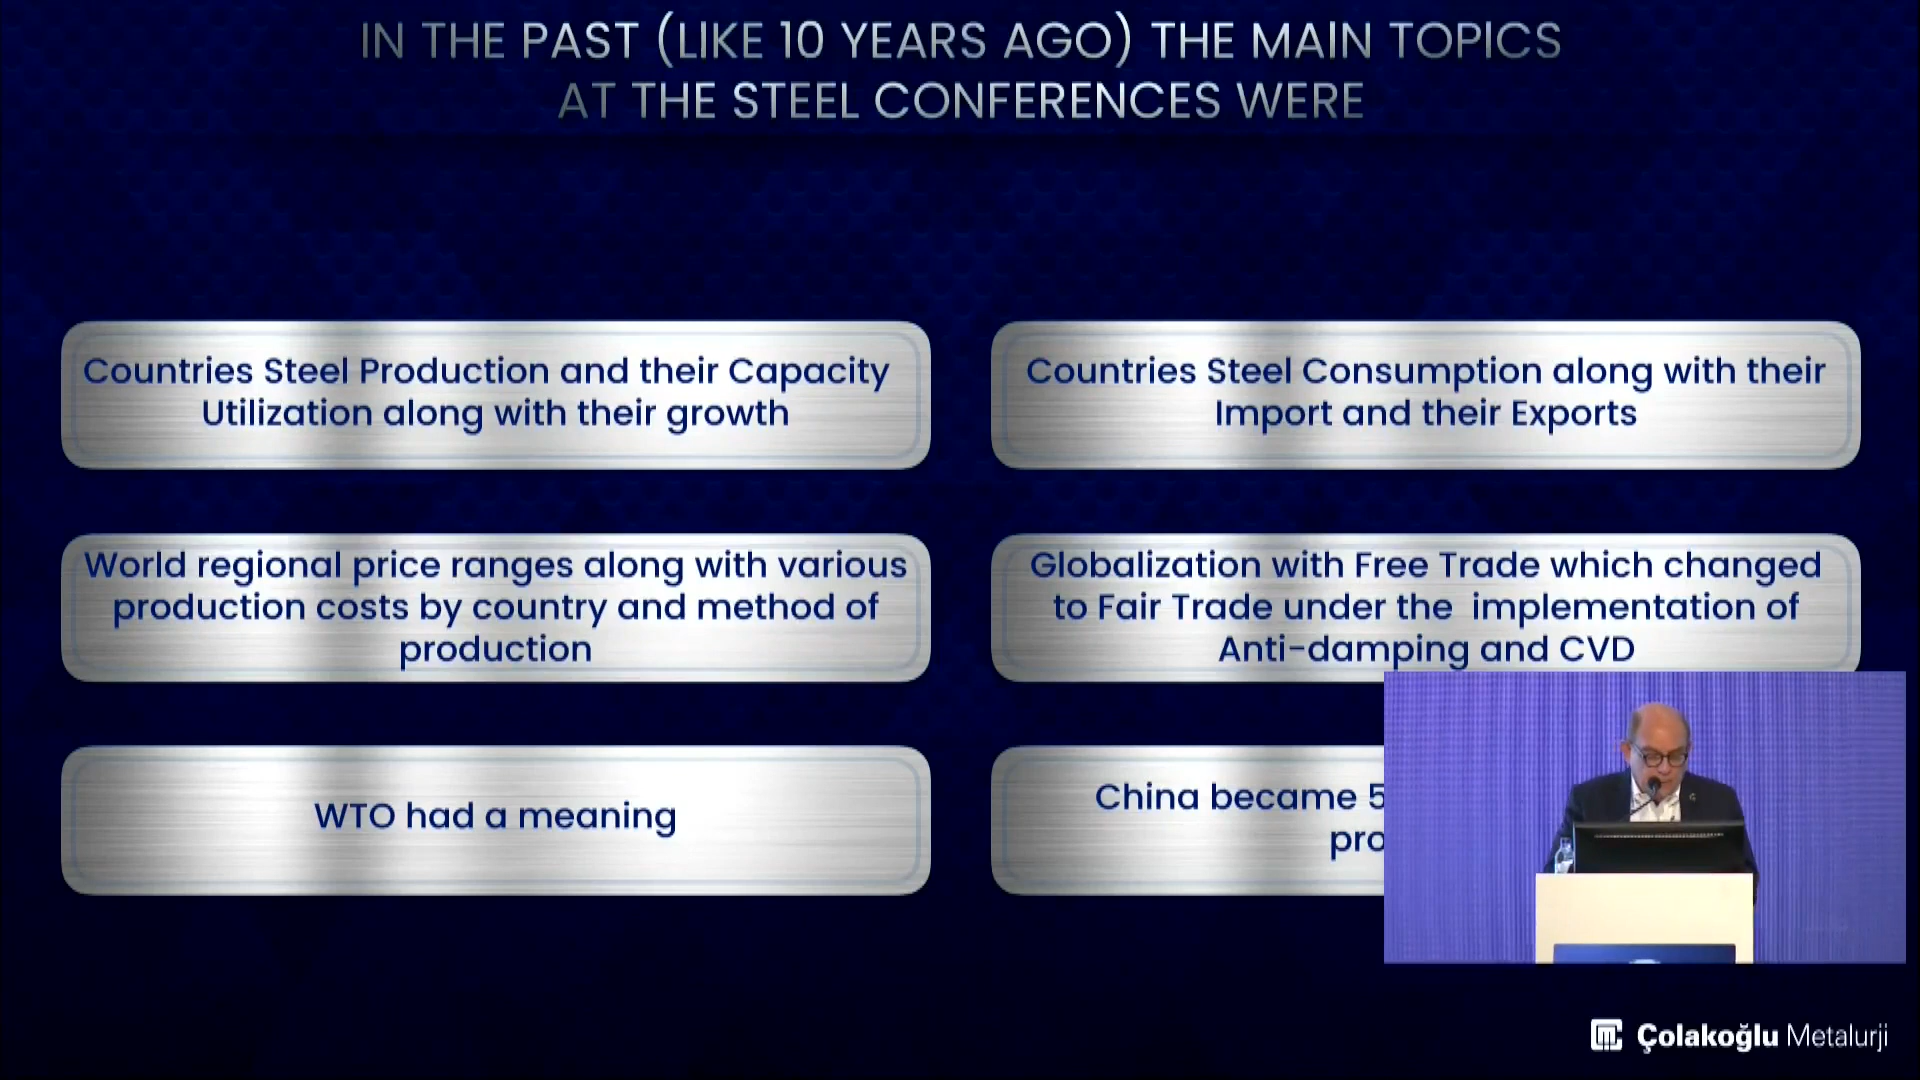 IN THE PAST (LIKE 10 YEARS AGO) THE MAIN TOPICS
AT THE STEEL CONFERENCES WERE
Countries Steel Production and their Capacity
Utilization along with their growth
Countries Steel Consumption along with their
Import and their Exports
World regional price ranges along with various
production costs by country and method of
production
Globalization with Free Trade which changed
to Fair Trade under the implementation of
Anti-damping and CVD
WTO had a meaning
China became 5
Çolakoğlu Metalurji